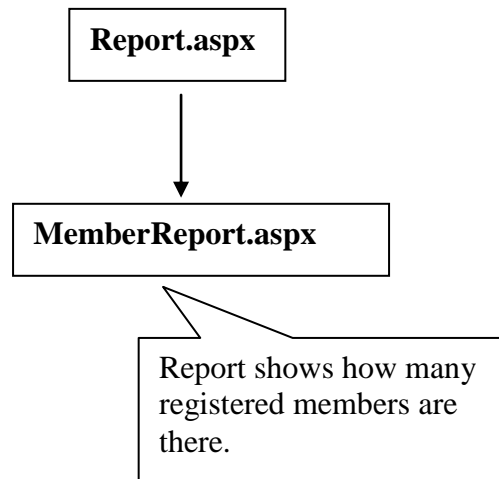 Report.aspx
MemberReport.aspx
Report shows how many
registered members are
there.